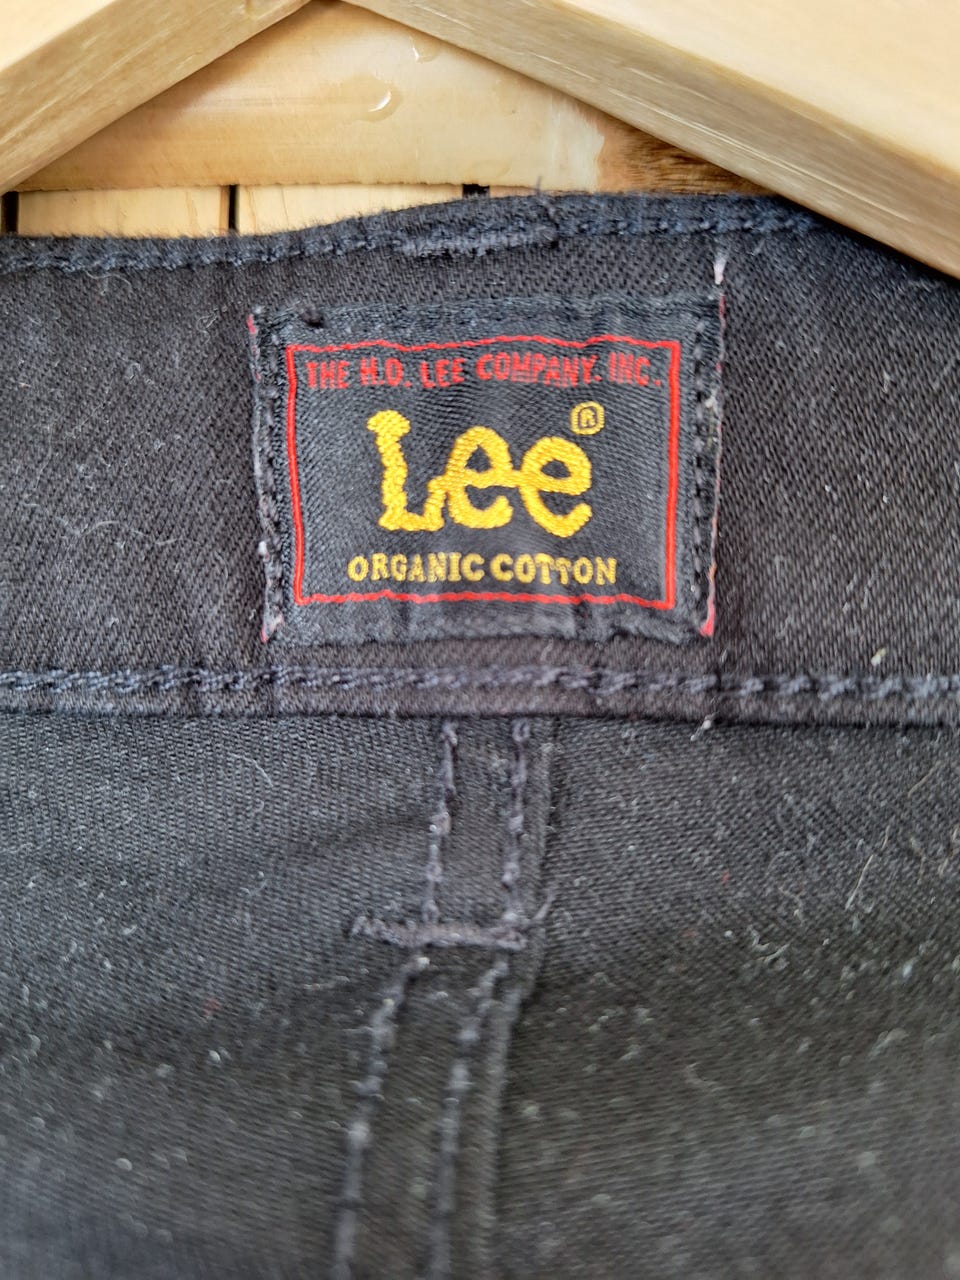 THE H.D. LEE COMPANY, INC.
Lee®
ORGANIC COTTON